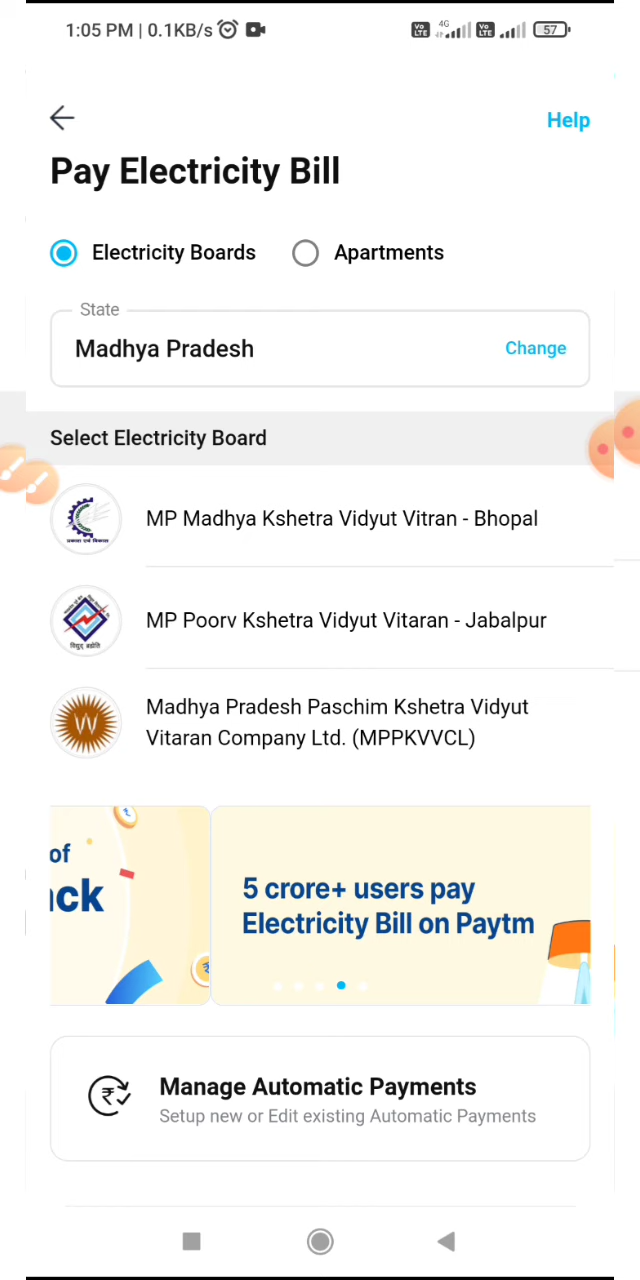 1:05 PM | 0.1KB/s
4G
57
Help
Pay Electricity Bill
Electricity Boards
Apartments
State
Madhya Pradesh
Change
Select Electricity Board
MP Madhya Kshetra Vidyut Vitran - Bhopal
MP Poorv Kshetra Vidyut Vitaran - Jabalpur
Madhya Pradesh Paschim Kshetra Vidyut
Vitaran Company Ltd. (MPPKVVCL)
of
5 crore+ users pay
Electricity Bill on Paytm
Manage Automatic Payments
Setup new or Edit existing Automatic Payments